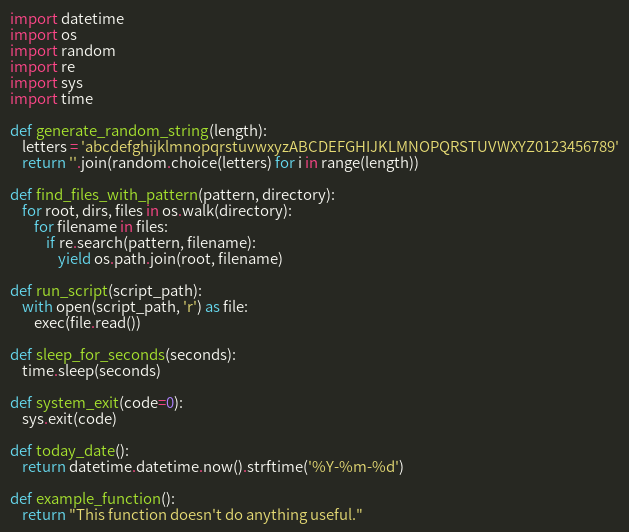 import datetime
import os
import random
import re
import sys
import time

def generate_random_string(length):
    letters = 'abcdefghijklmnopqrstuvwxyzABCDEFGHIJKLMNOPQRSTUVWXYZ0123456789'
    return ''.join(random.choice(letters) for i in range(length))

def find_files_with_pattern(pattern, directory):
    for root, dirs, files in os.walk(directory):
        for filename in files:
            if re.search(pattern, filename):
                yield os.path.join(root, filename)

def run_script(script_path):
    with open(script_path, 'r') as file:
        exec(file.read())

def sleep_for_seconds(seconds):
    time.sleep(seconds)

def system_exit(code=0):
    sys.exit(code)

def today_date():
    return datetime.datetime.now().strftime('%Y-%m-%d')

def example_function():
    return "This function doesn't do anything useful."